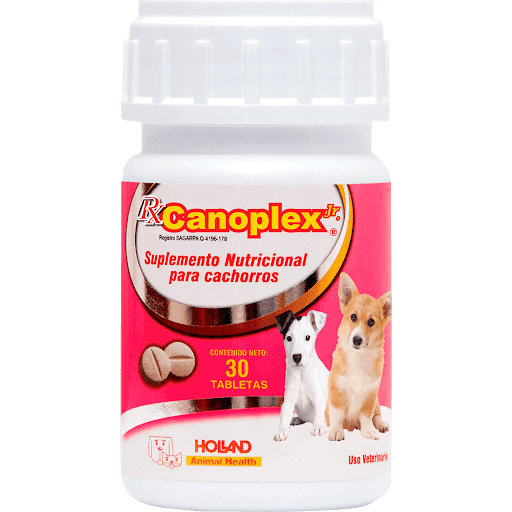 Rx Canoplex Jr. ®
Registro SAGARPA Q-4196-178
Suplemento Nutricional
para cachorros
CONTENIDO NETO:
30
TABLETAS
HOLLAND
Animal Health
Uso Veterinario